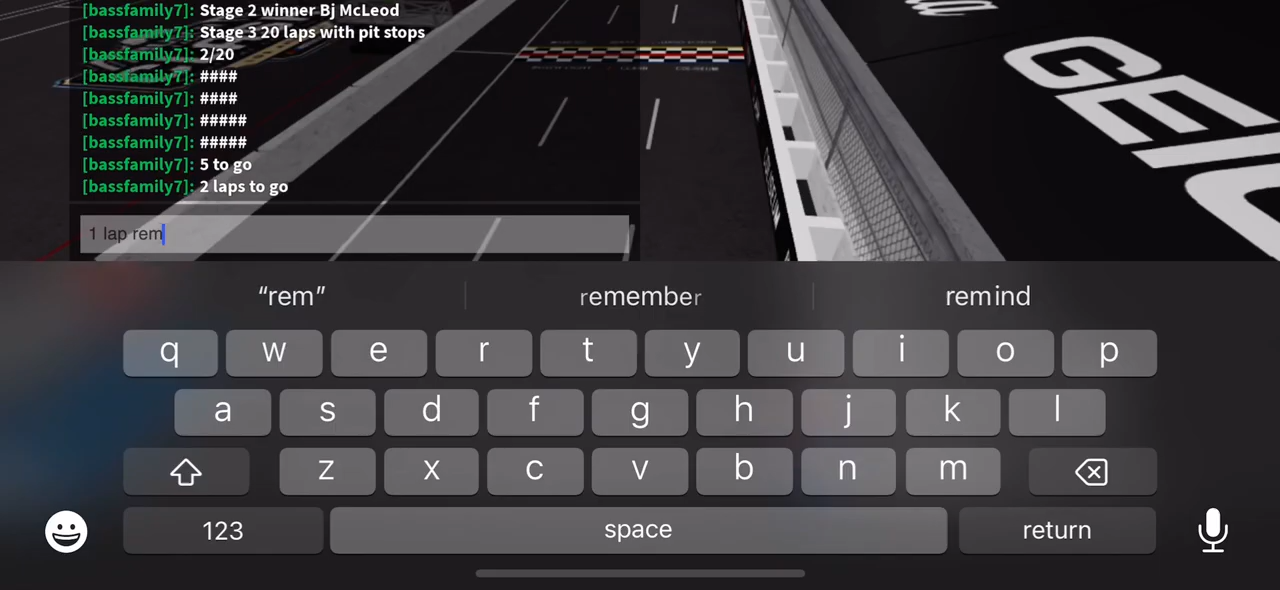 [bassfamily7]: Stage 2 winner Bj McLeod
[bassfamily7]: Stage 3 20 laps with pit stops
[bassfamily7]: 2/20
[bassfamily7]: ####
[bassfamily7]: ####
[bassfamily7]: #####
[bassfamily7]: #####
[bassfamily7]: 5 to go
[bassfamily7]: 2 laps to go
1 lap rem
“rem” remember remind
q w e r t y u i o p
a s d f g h j k l
z x c v b n m
123 space return